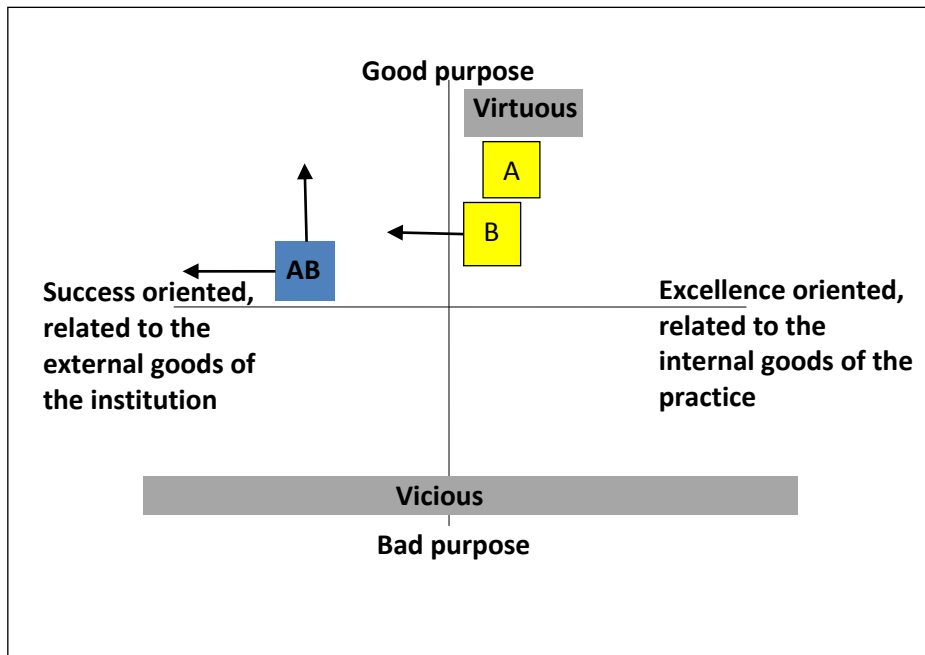 Good purpose
Virtuous
A
B
AB
Success oriented,
related to the
external goods of
the institution
Excellence oriented,
related to the
internal goods of the
practice
Vicious
Bad purpose